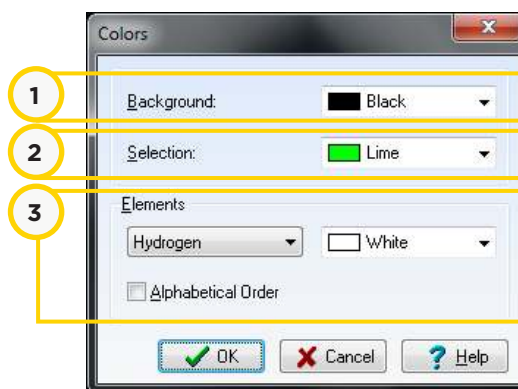 Colors
1
Background: Black
2
Selection: Lime
3
Elements
Hydrogen White
Alphabetical Order
OK Cancel Help